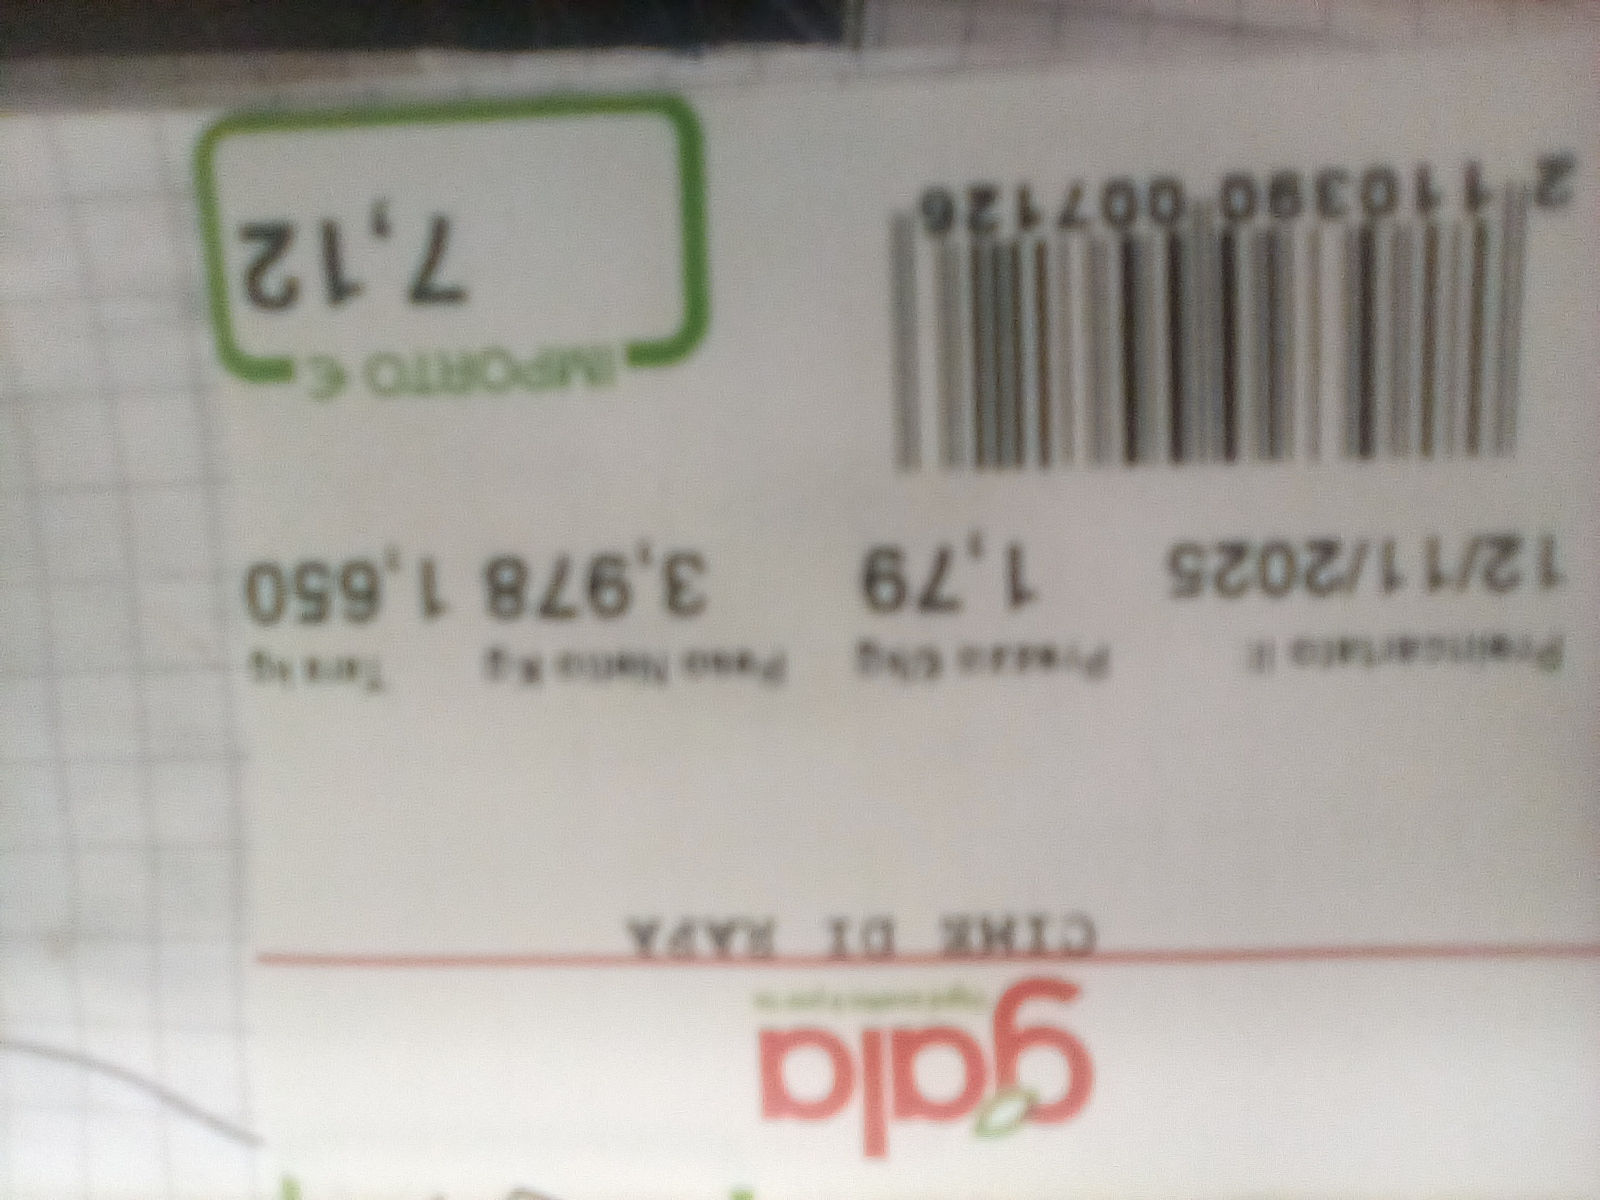 gala
CIME DI RAPA
Preincartato il Prezzo €/kg Peso Netto Kg Tara kg
12/11/2025 1,79 3,978 1,650
IMPORTO €
7,12
2 110390 007126